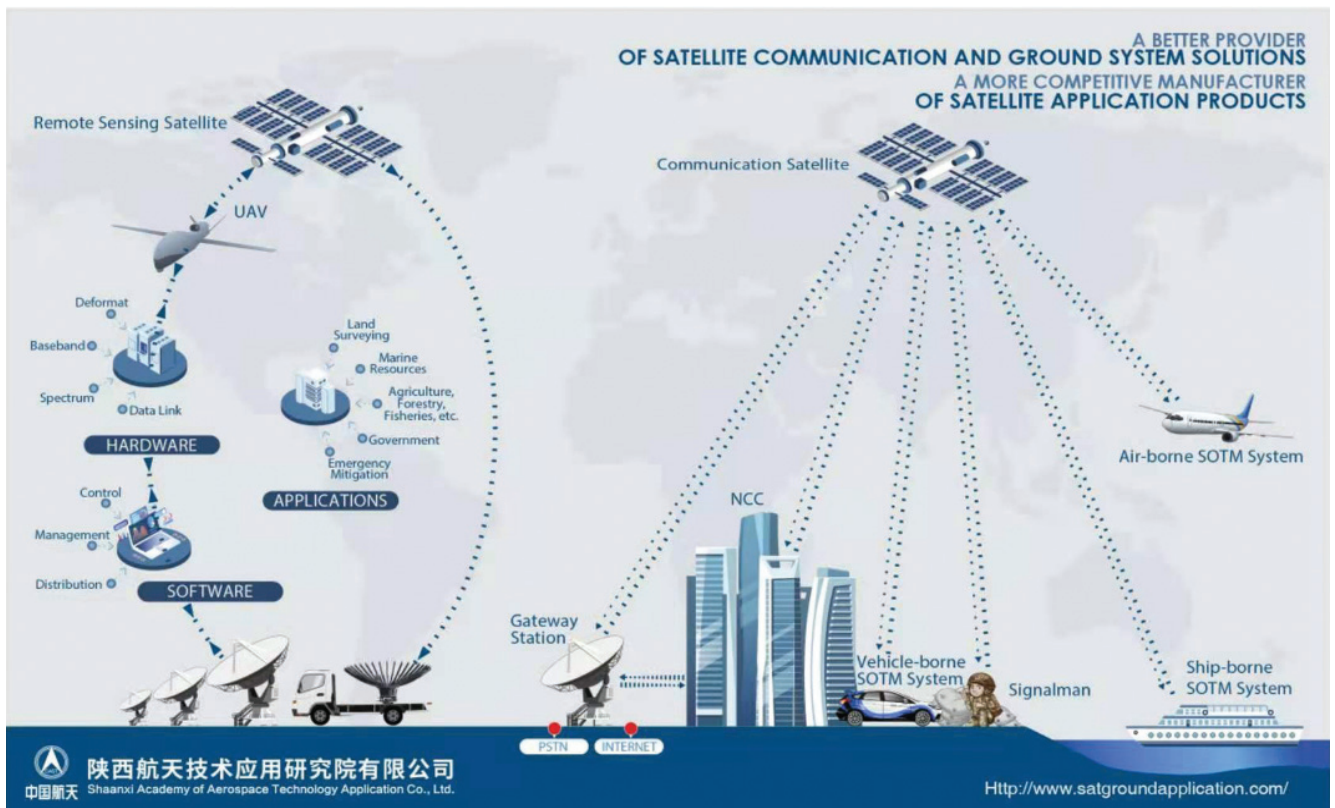 A BETTER PROVIDER
OF SATELLITE COMMUNICATION AND GROUND SYSTEM SOLUTIONS
A MORE COMPETITIVE MANUFACTURER
OF SATELLITE APPLICATION PRODUCTS
Remote Sensing Satellite
UAV
Deformat
Baseband
Spectrum
Data Link
HARDWARE
Control
Management
Distribution
SOFTWARE
Land
Surveying
Marine
Resources
Agriculture,
Forestry,
Fisheries, etc.
Government
Emergency
Mitigation
APPLICATIONS
Communication Satellite
Air-borne SOTM System
NCC
Gateway
Station
Vehicle-borne
SOTM System
Signalman
Ship-borne
SOTM System
PSTN
INTERNET
中国航天
陕西航天技术应用研究院有限公司
Shaanxi Academy of Aerospace Technology Application Co., Ltd.
Http://www.satgroundapplication.com/